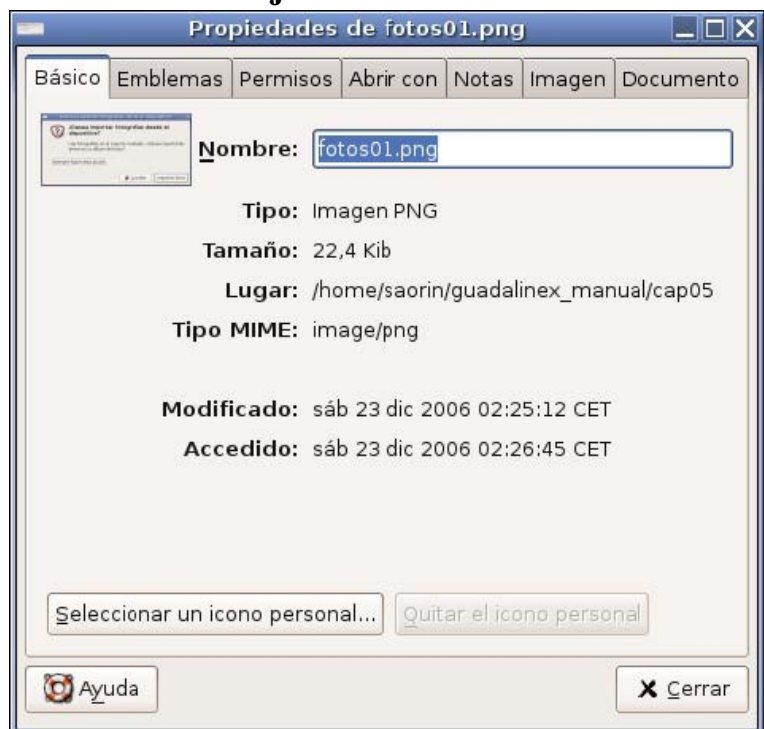 Propiedades de fotos01.png
Básico Emblemas Permisos Abrir con Notas Imagen Documento
Nombre: fotos01.png
Tipo: Imagen PNG
Tamaño: 22,4 Kib
Lugar: /home/saorin/guadalinex_manual/cap05
Tipo MIME: image/png
Modificado: sáb 23 dic 2006 02:25:12 CET
Accedido: sáb 23 dic 2006 02:26:45 CET
Seleccionar un icono personal... Quitar el icono personal
Ayuda Cerrar